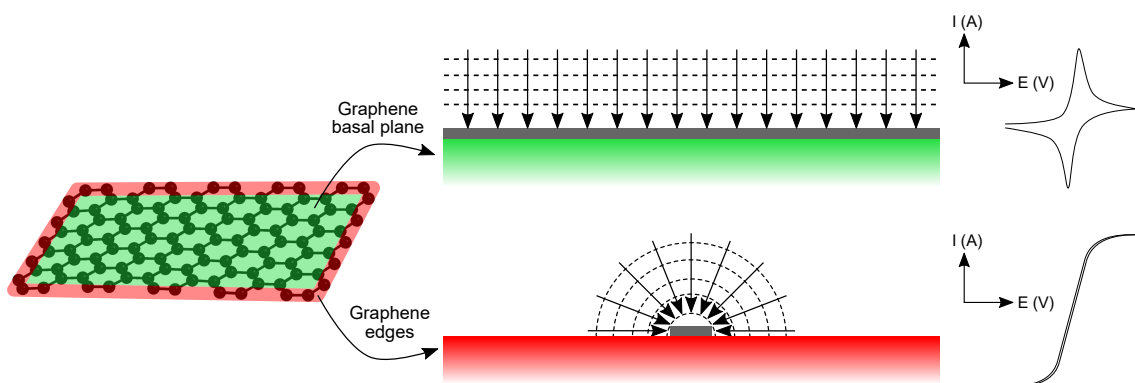 I (A)
E (V)
Graphene
basal plane
I (A)
E (V)
Graphene
edges